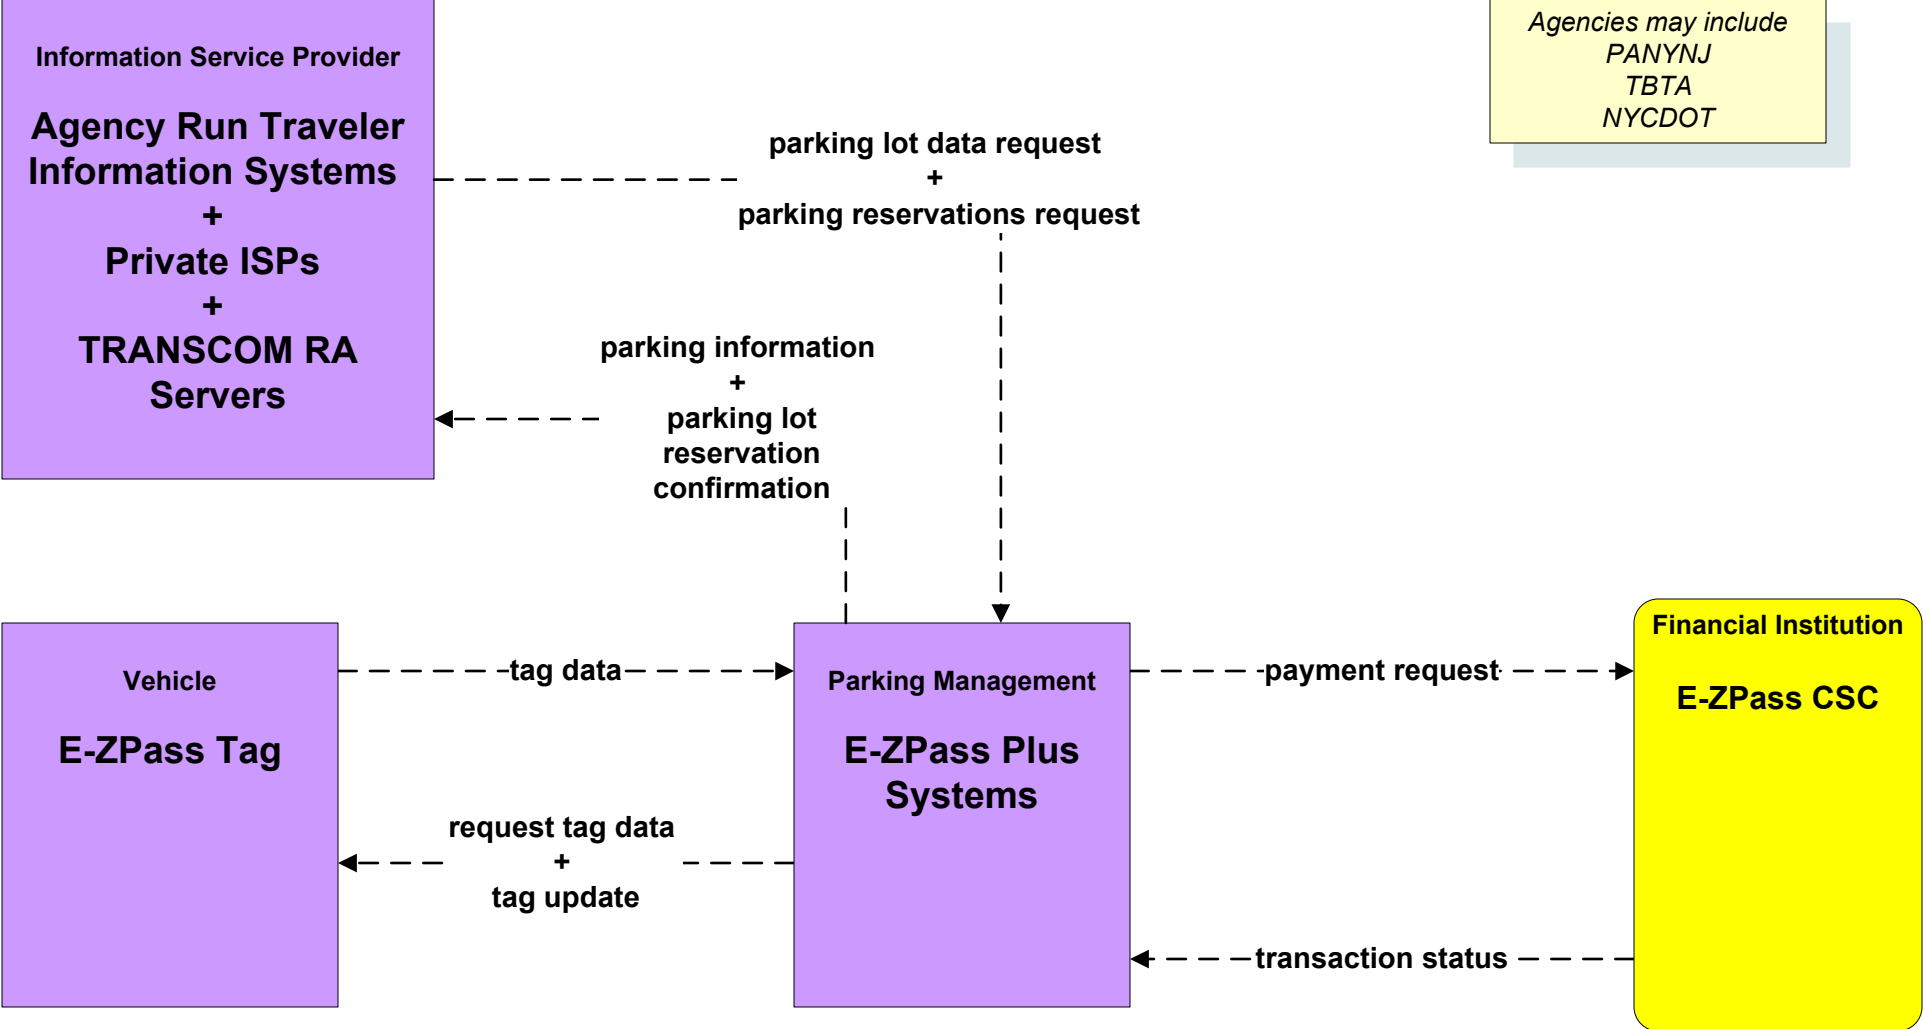 Information Service Provider
Agency Run Traveler
Information Systems
+
Private ISPs
+
TRANSCOM RA
Servers
Agencies may include
PANYNJ
TBTA
NYCDOT
parking lot data request
+
parking reservations request
parking information
+
parking lot
reservation
confirmation
Vehicle
E-ZPass Tag
tag data
request tag data
+
tag update
Parking Management
E-ZPass Plus
Systems
payment request
transaction status
Financial Institution
E-ZPass CSC